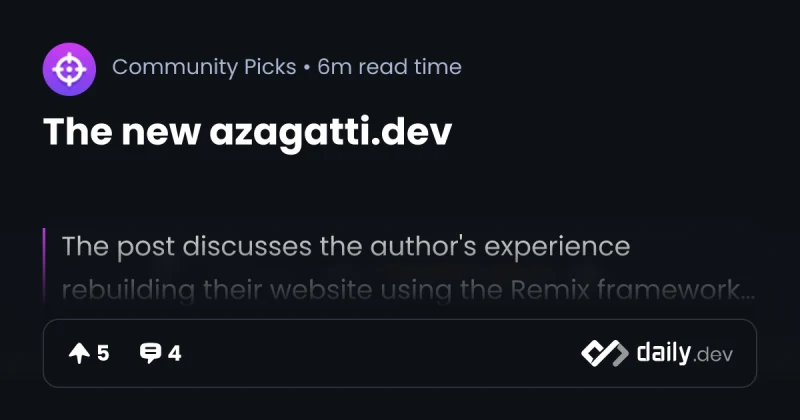 Community Picks • 6m read time
The new azagatti.dev
The post discusses the author's experience
rebuilding their website using the Remix framework...
5 4 daily.dev